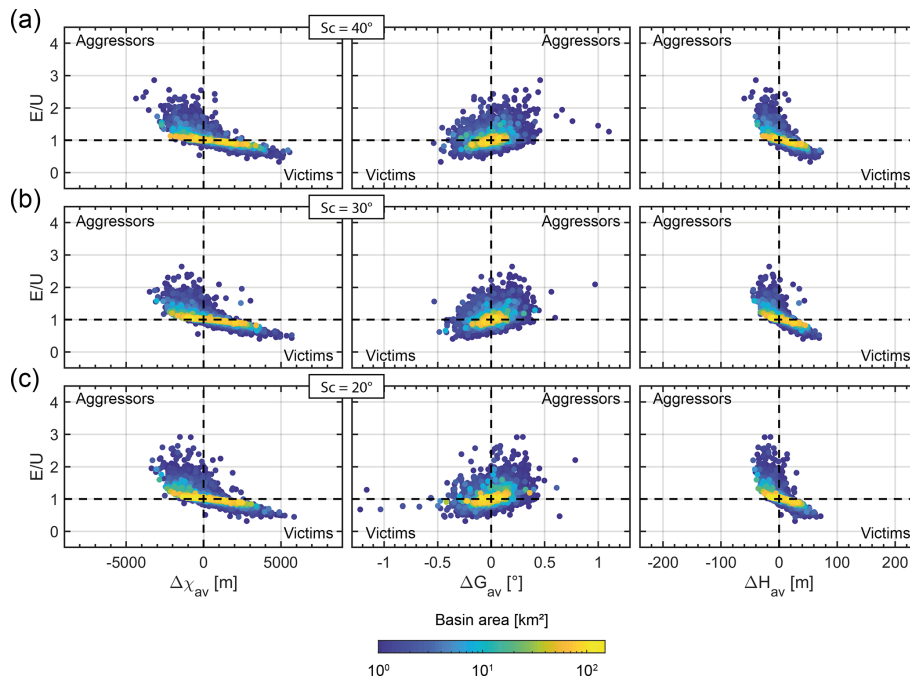 (a)
Sc = 40°
Aggressors
Aggressors
Aggressors
E/U
4
3
2
1
0
Victims
Victims
Victims
(b)
Sc = 30°
Aggressors
Aggressors
Aggressors
E/U
4
3
2
1
0
Victims
Victims
Victims
(c)
Sc = 20°
Aggressors
Aggressors
Aggressors
E/U
4
3
2
1
0
Victims
Victims
Victims
-5000 0 5000
-1 -0.5 0 0.5 1
-200 -100 0 100 200
Δχav [m]
ΔGav [°]
ΔHav [m]
Basin area [km²]
10⁰ 10¹ 10²